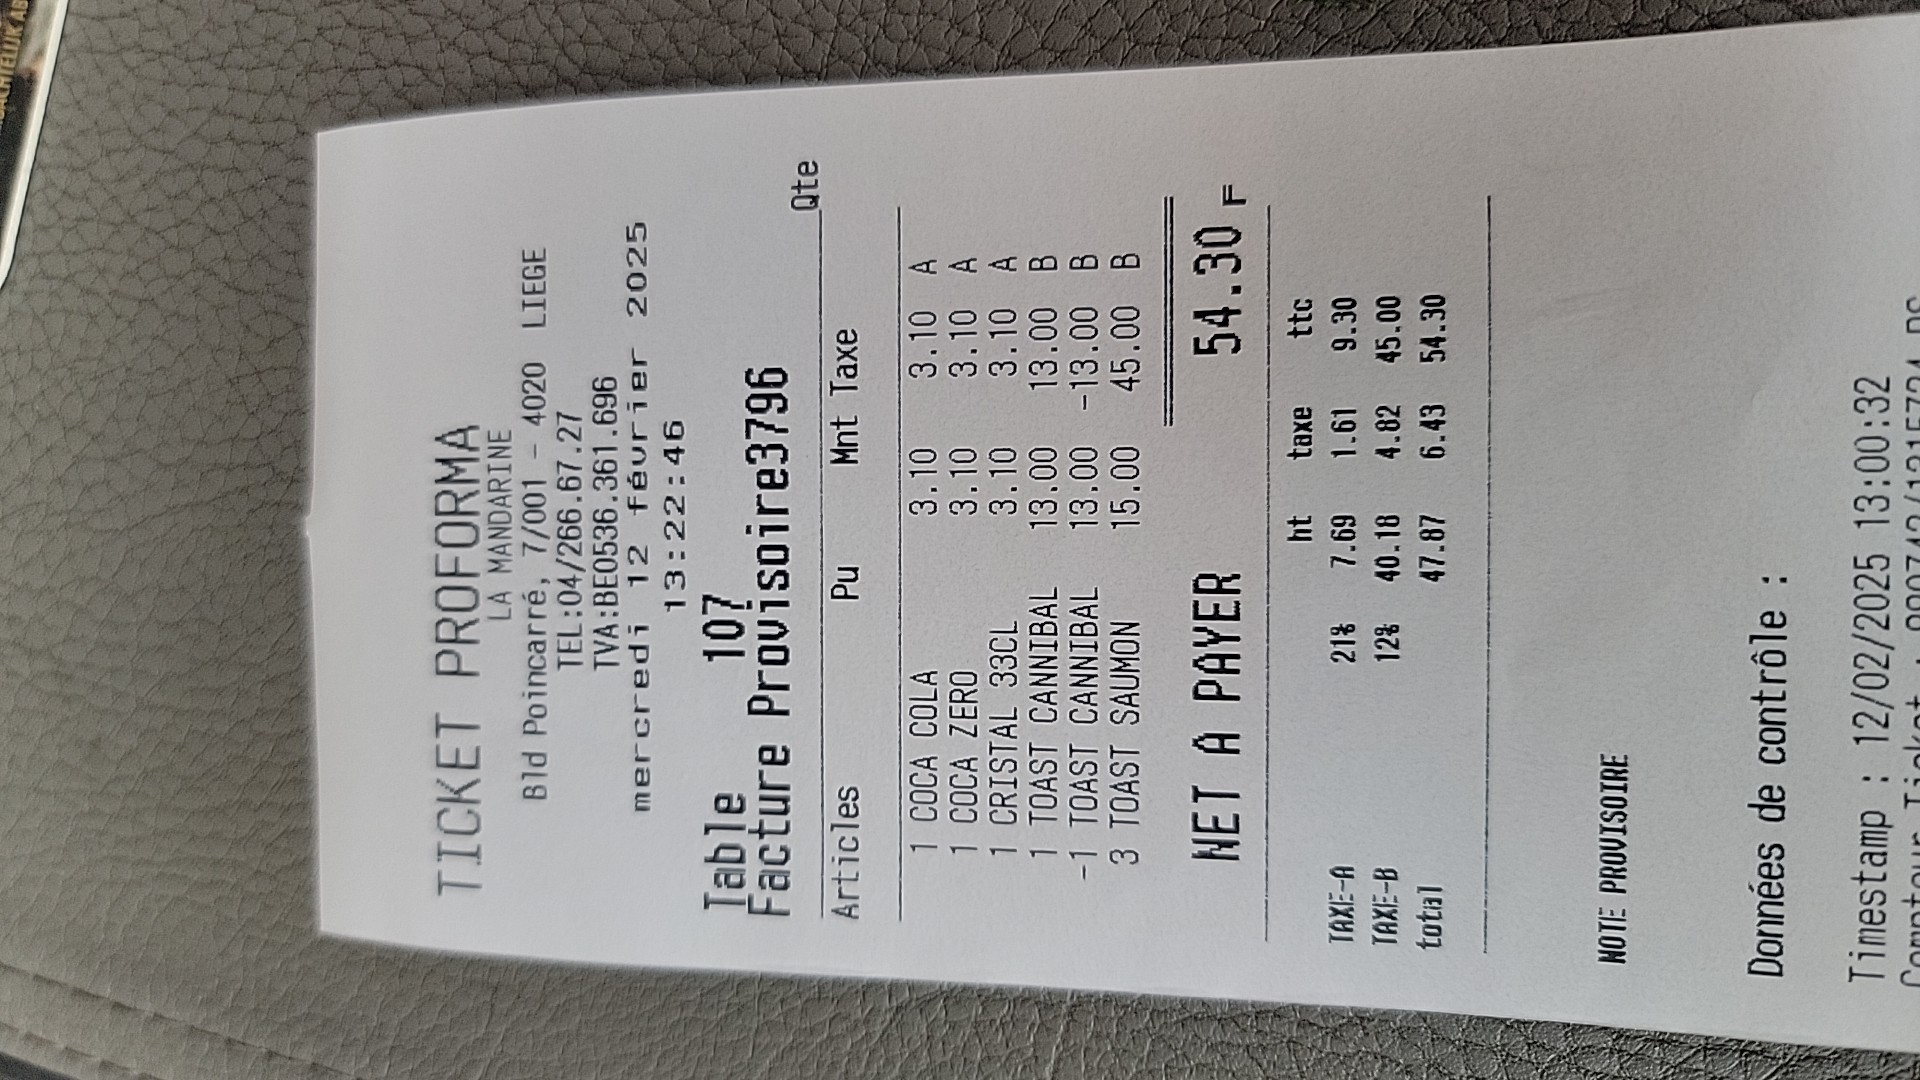 TICKET PROFORMA
LA MANDARINE
Bld Poincarré, 7/001 - 4020 LIEGE
TEL:04/266.67.27
TVA:BE0536.361.696
mercredi 12 février 2025
13:22:46
Table 107
Facture Provisoire3796
Qte
Articles Pu Mnt Taxe
1 COCA COLA 3.10 3.10 A
1 COCA ZERO 3.10 3.10 A
1 CRISTAL 33CL 3.10 3.10 A
1 TOAST CANNIBAL 13.00 13.00 B
-1 TOAST CANNIBAL 13.00 -13.00 B
3 TOAST SAUMON 15.00 45.00 B
NET A PAYER 54.30 F
ht taxe ttc
TAXE-A 21% 7.69 1.61 9.30
TAXE-B 12% 40.18 4.82 45.00
total 47.87 6.43 54.30
NOTE PROVISOIRE
Données de contrôle :
Timestamp : 12/02/2025 13:00:32
Compteur Ticket :